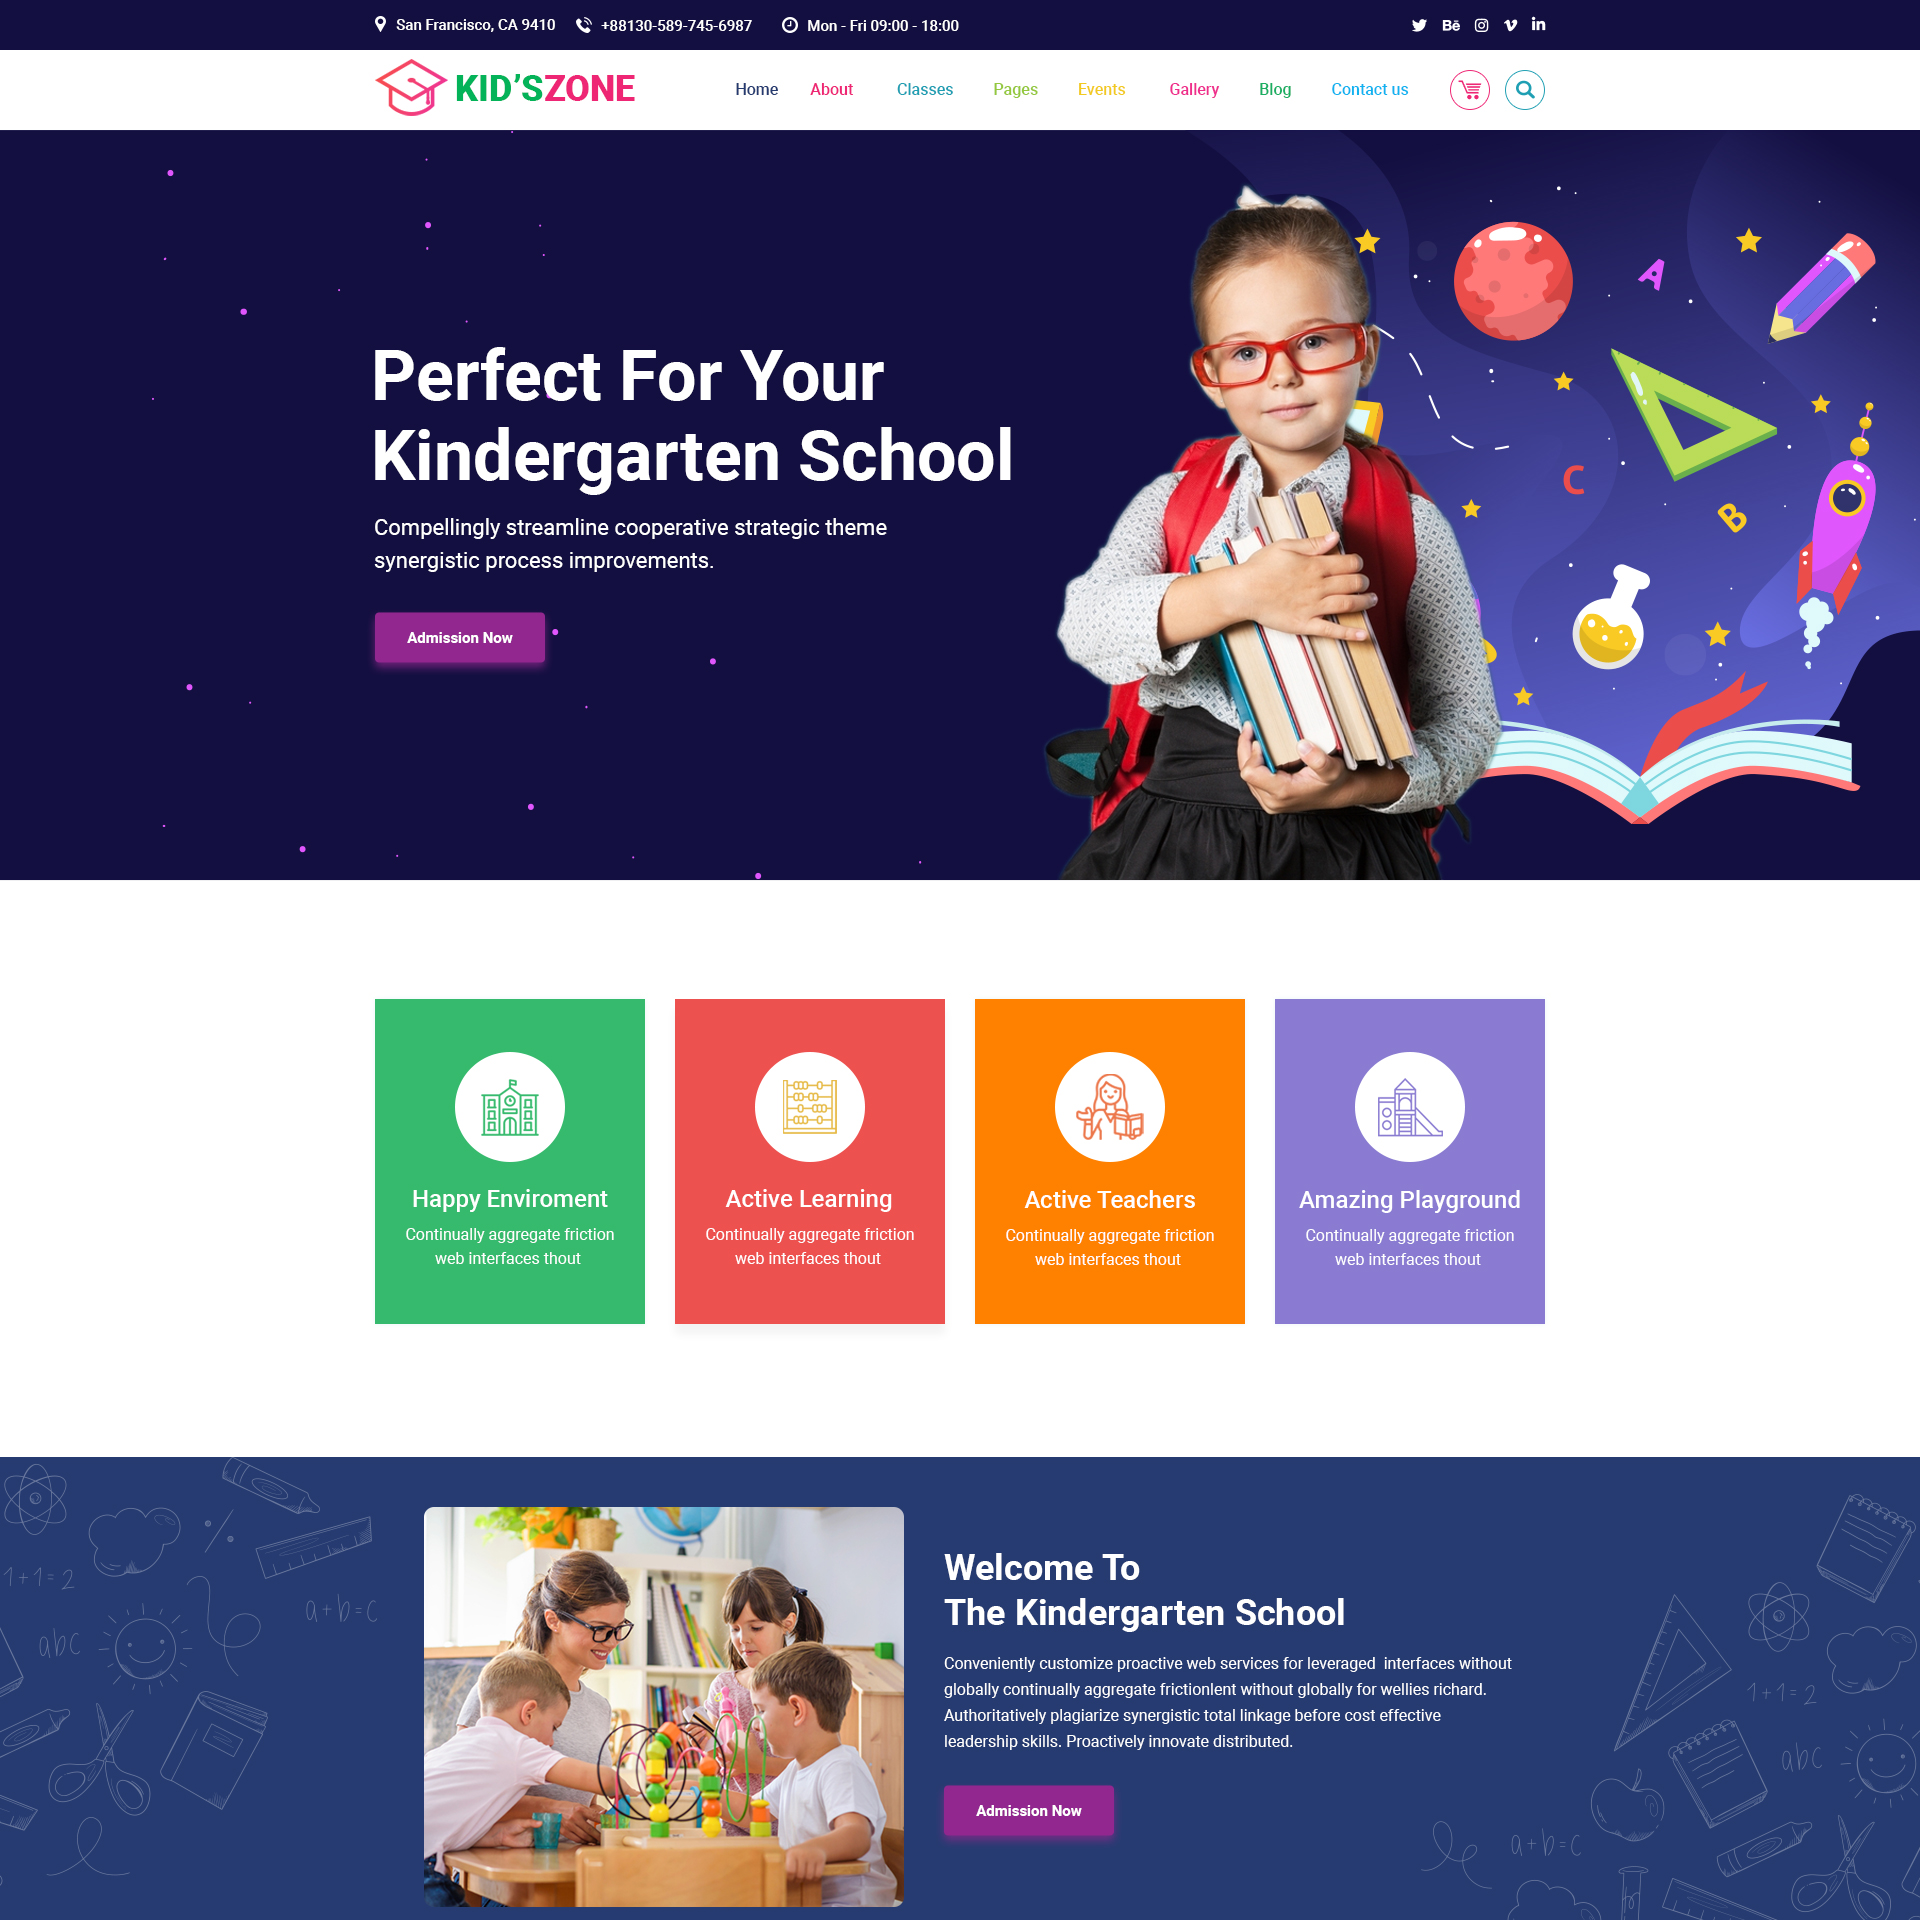 San Francisco, CA 9410
+88130-589-745-6987
Mon - Fri 09:00 - 18:00
Bē
in
KID'SZONE
Home
About
Classes
Pages
Events
Gallery
Blog
Contact us
Perfect For Your
Kindergarten School
Compellingly streamline cooperative strategic theme
synergistic process improvements.
Admission Now
A
C
B
Happy Enviroment
Continually aggregate friction
web interfaces thout
Active Learning
Continually aggregate friction
web interfaces thout
Active Teachers
Continually aggregate friction
web interfaces thout
Amazing Playground
Continually aggregate friction
web interfaces thout
1+1=2
a+b=c
abc
Welcome To
The Kindergarten School
Conveniently customize proactive web services for leveraged  interfaces without
globally continually aggregate frictionlent without globally for wellies richard.
Authoritatively plagiarize synergistic total linkage before cost effective
leadership skills. Proactively innovate distributed.
Admission Now
1+1=2
abc
a+b=c